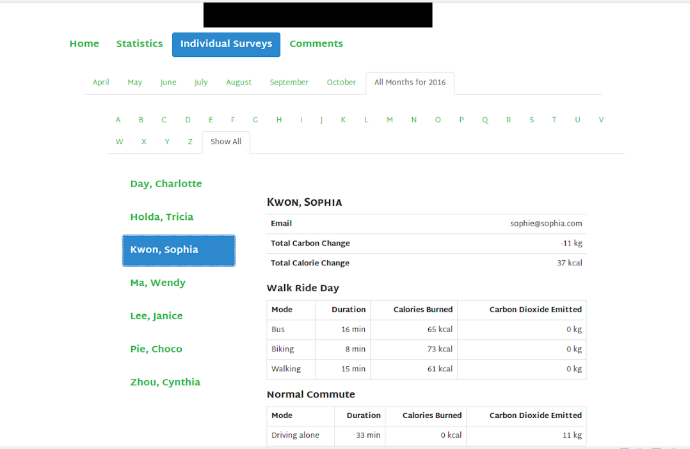 Home Statistics Individual Surveys Comments
April May June July August September October All Months for 2016
A B C D E F G H I J K L M N O P Q R S T U V
W X Y Z Show All
Day, Charlotte
Holda, Tricia
Kwon, Sophia
Ma, Wendy
Lee, Janice
Pie, Choco
Zhou, Cynthia
Kwon, Sophia
Email sophie@sophia.com
Total Carbon Change -11 kg
Total Calorie Change 37 kcal
Walk Ride Day
Mode Duration Calories Burned Carbon Dioxide Emitted
Bus 16 min 65 kcal 0 kg
Biking 8 min 73 kcal 0 kg
Walking 15 min 61 kcal 0 kg
Normal Commute
Mode Duration Calories Burned Carbon Dioxide Emitted
Driving alone 33 min 0 kcal 11 kg